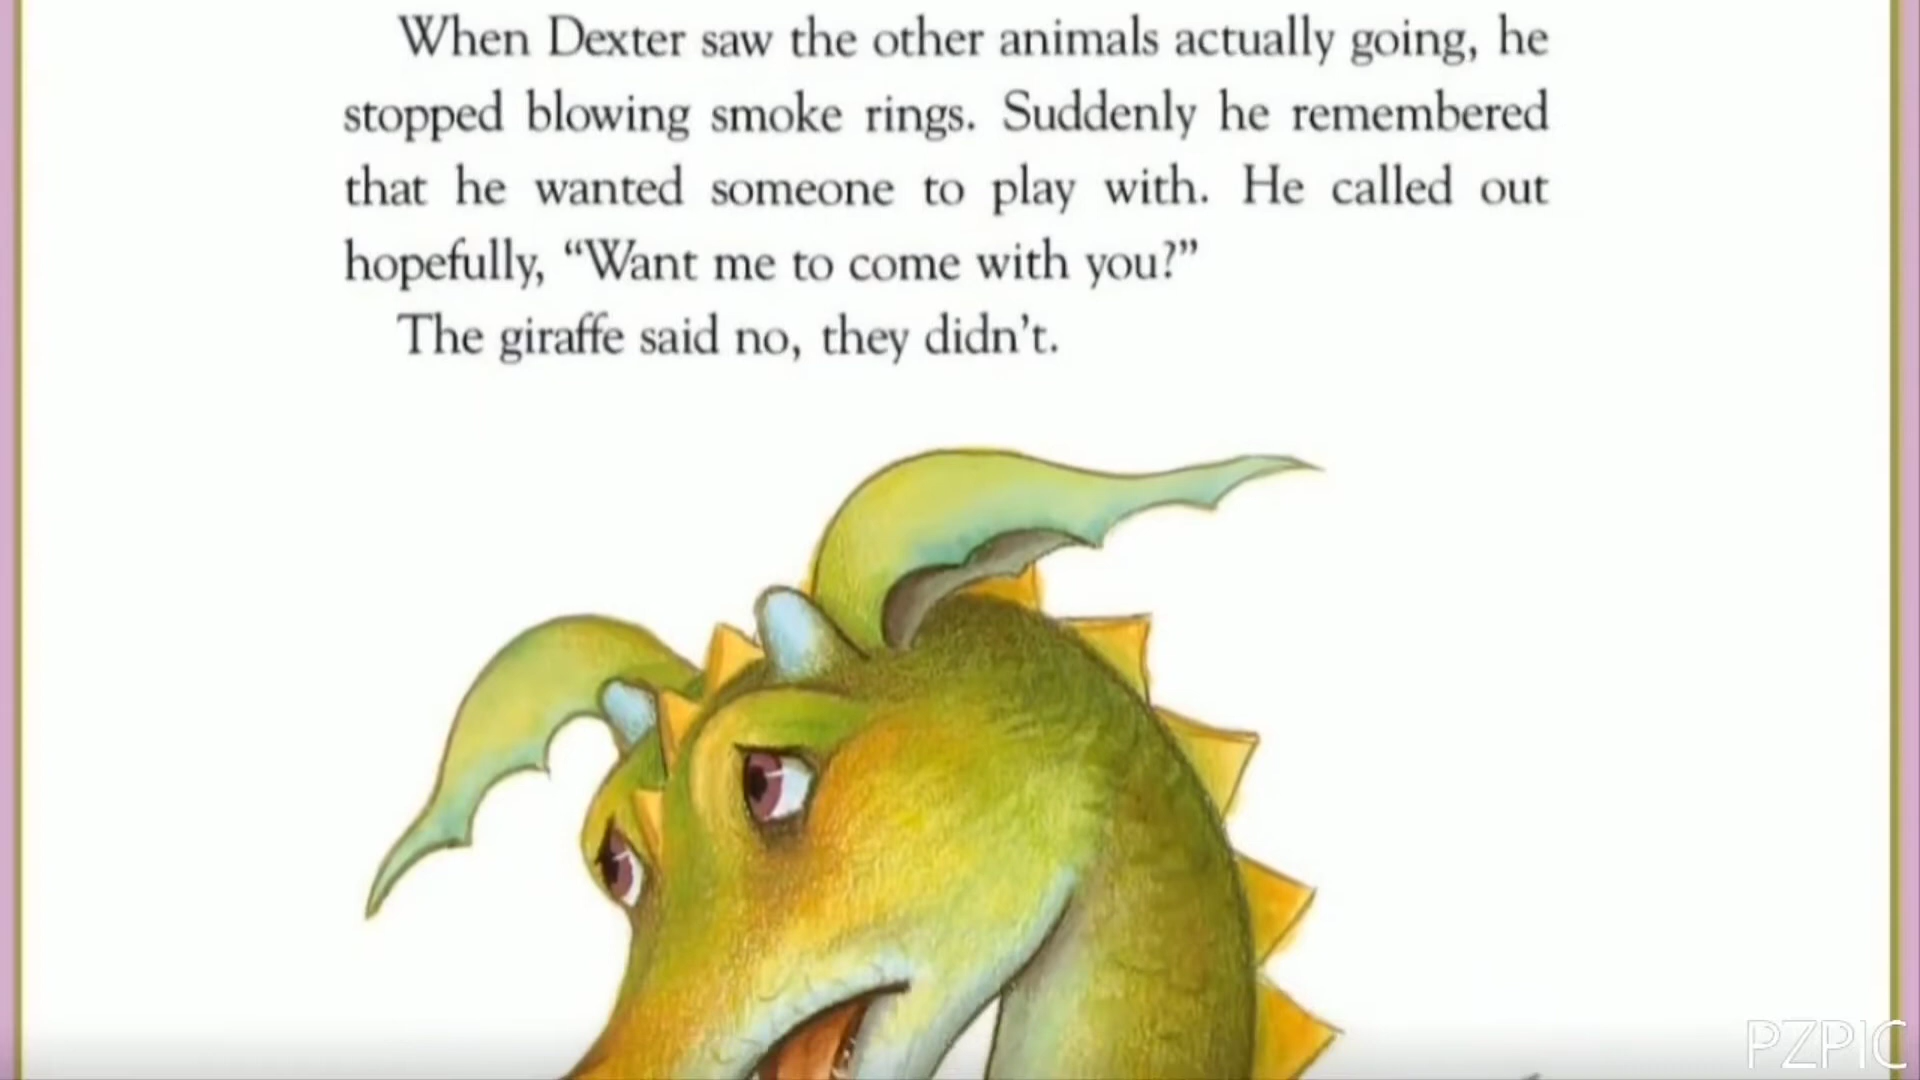 When Dexter saw the other animals actually going, he
stopped blowing smoke rings. Suddenly he remembered
that he wanted someone to play with. He called out
hopefully, “Want me to come with you?”
The giraffe said no, they didn’t.
PZPIC